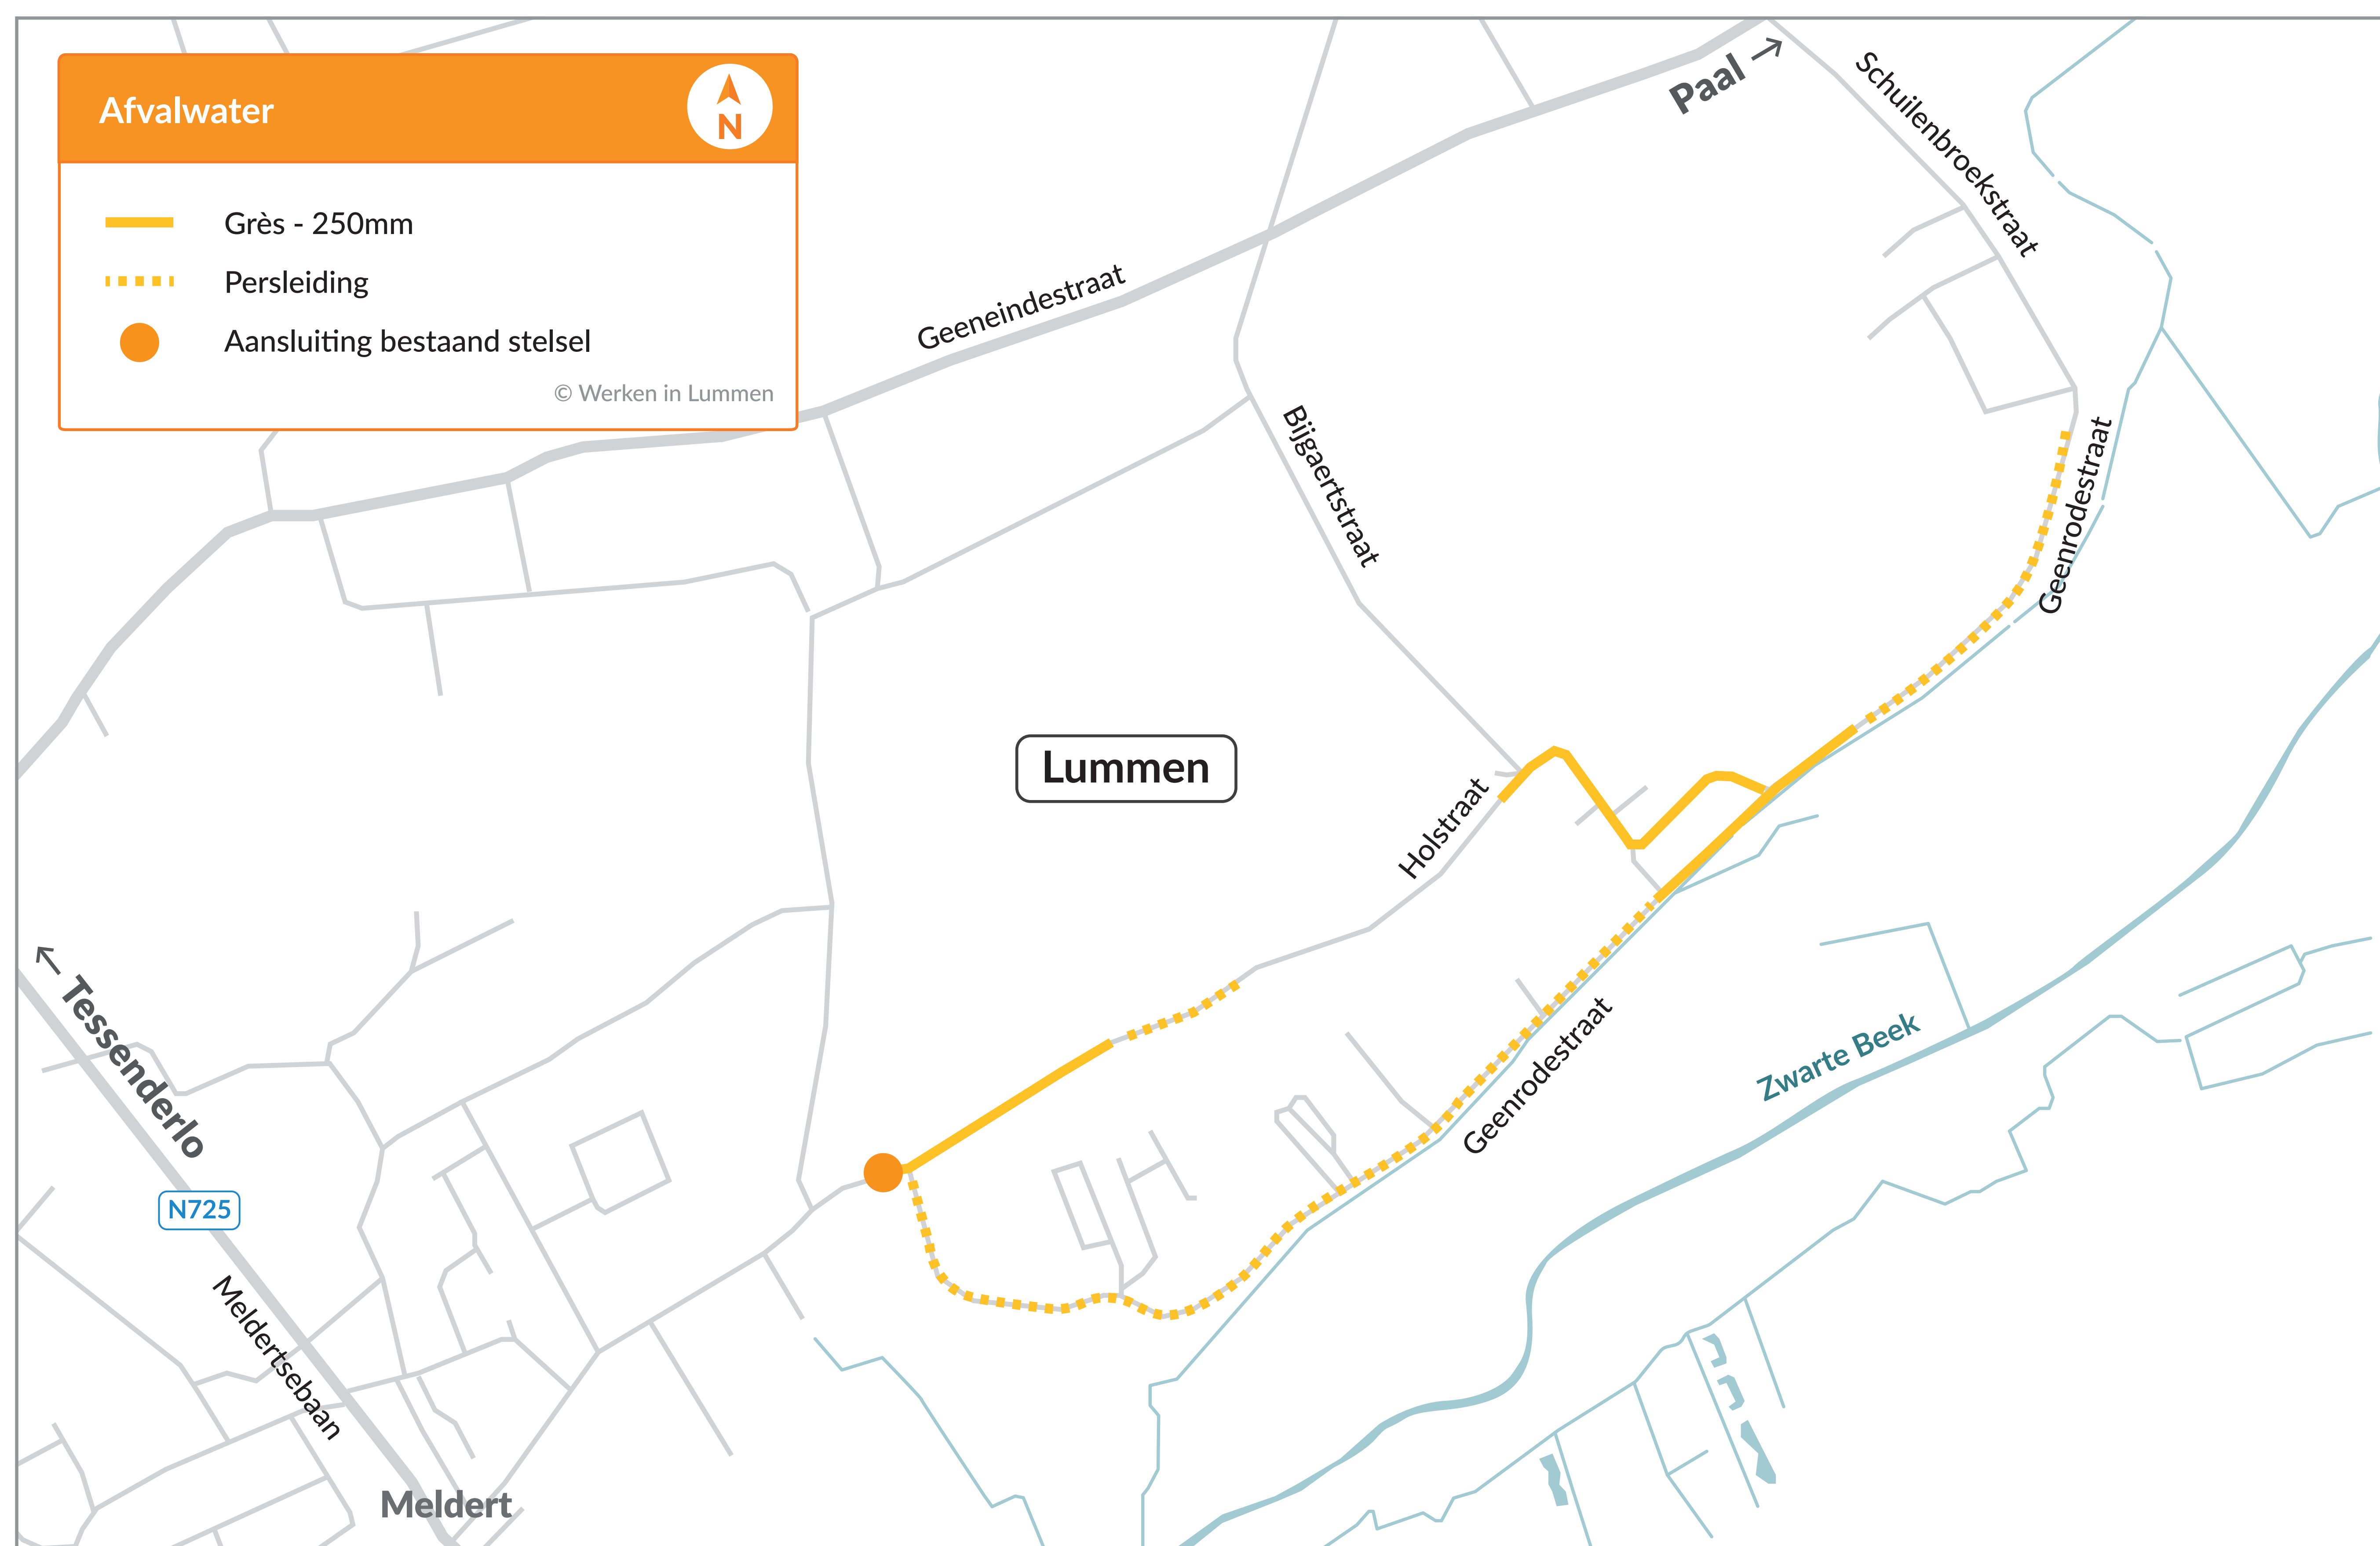 Afvalwater
N
Grès - 250mm
Persleiding
Aansluiting bestaand stelsel
© Werken in Lummen
Paal →
Schuilenbroekstraat
Geeneindestraat
Bijgaertstraat
Geenrodestraat
Lummen
Holstraat
← Tessenderlo
Geenrodestraat
Zwarte Beek
N725
Meldertsebaan
Meldert